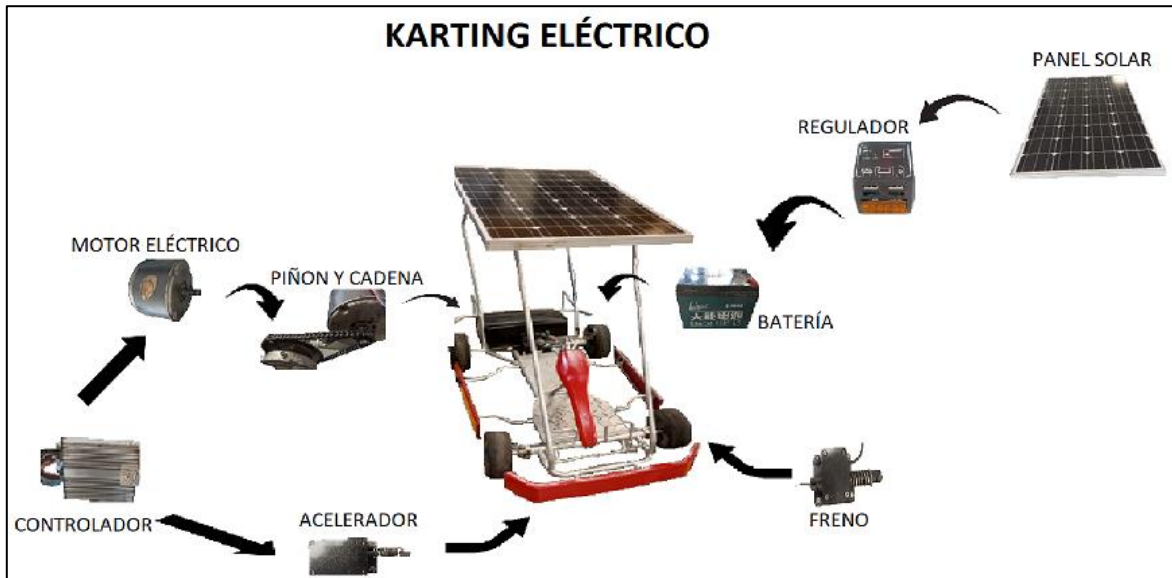 KARTING ELÉCTRICO
PANEL SOLAR
REGULADOR
MOTOR ELÉCTRICO
PIÑON Y CADENA
BATERÍA
CONTROLADOR
ACELERADOR
FRENO